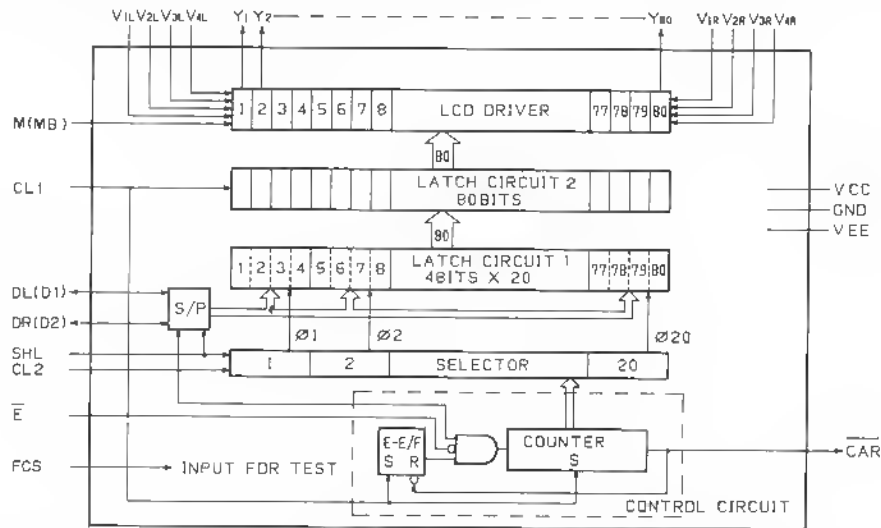 V1L V2L V3L V4L Y1 Y2 Y80 V1R V2R V3R V4R
M(MB) 1 2 3 4 5 6 7 8 LCD DRIVER 77 78 79 80
80
CL1 LATCH CIRCUIT 2
80BITS
VCC
GND
VEE
80
1 2 3 4 5 6 7 8 LATCH CIRCUIT 1 77 78 79 80
4BITS X 20
DL(D1)
S/P
DR(D2)
Ø1 Ø2 Ø20
SHL
CL2 1 2 SELECTOR 20
E
E-E/F COUNTER
S R S
CAR
FCS INPUT FOR TEST
CONTROL CIRCUIT